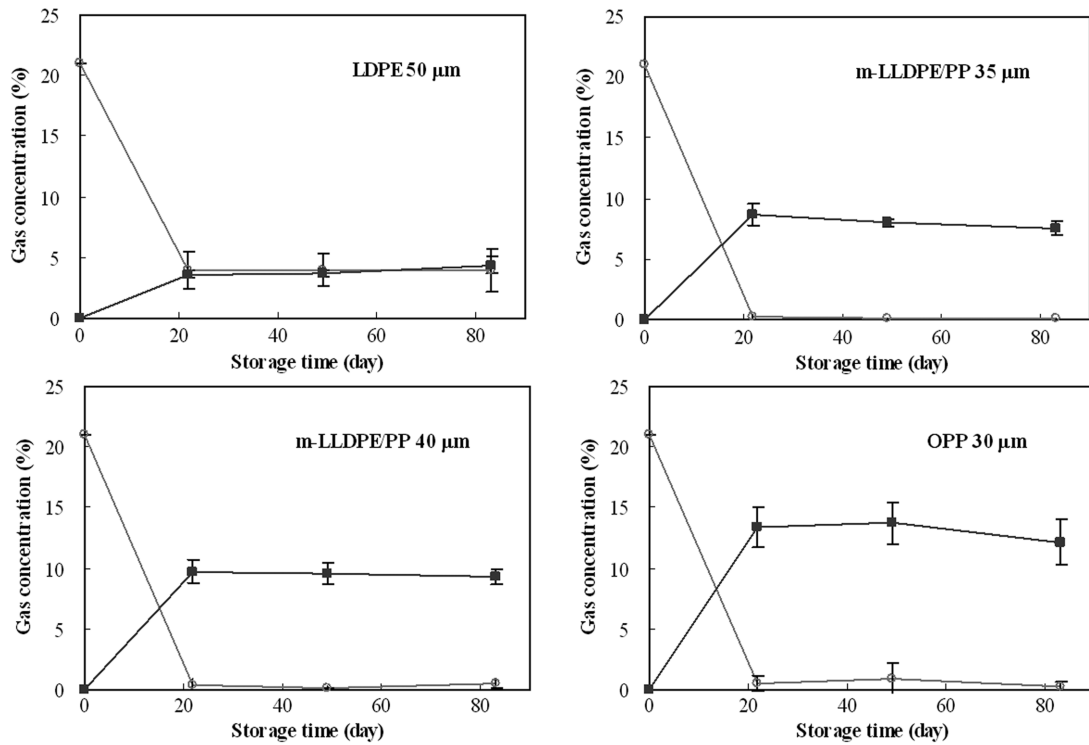 25
20
15
10
5
0
Gas concentration (%)
LDPE 50 μm
0 20 40 60 80
Storage time (day)
25
20
15
10
5
0
Gas concentration (%)
m-LLDPE/PP 35 μm
0 20 40 60 80
Storage time (day)
25
20
15
10
5
0
Gas concentration (%)
m-LLDPE/PP 40 μm
0 20 40 60 80
Storage time (day)
25
20
15
10
5
0
Gas concentration (%)
OPP 30 μm
0 20 40 60 80
Storage time (day)